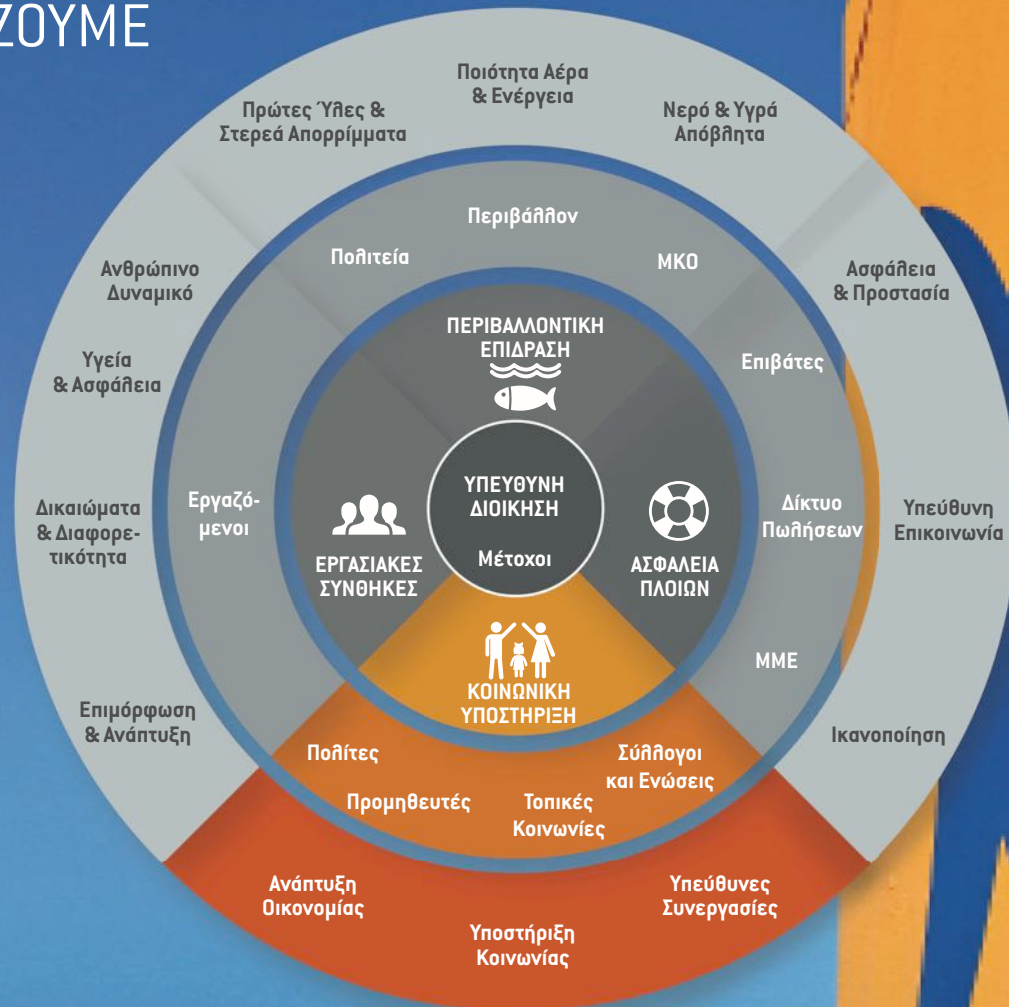 ΖΟΥΜΕ
Ποιότητα Αέρα
& Ενέργεια
Πρώτες Ύλες &
Στερεά Απορρίμματα
Νερό & Υγρά
Απόβλητα
Περιβάλλον
Πολιτεία
ΜΚΟ
Ανθρώπινο
Δυναμικό
Ασφάλεια
& Προστασία
ΠΕΡΙΒΑΛΛΟΝΤΙΚΗ
ΕΠΙΔΡΑΣΗ
Υγεία
& Ασφάλεια
Επιβάτες
Δικαιώματα
& Διαφορε-
τικότητα
Εργαζό-
μενοι
ΕΡΓΑΣΙΑΚΕΣ
ΣΥΝΘΗΚΕΣ
ΥΠΕΥΘΥΝΗ
ΔΙΟΙΚΗΣΗ
Μέτοχοι
ΑΣΦΑΛΕΙΑ
ΠΛΟΙΩΝ
Δίκτυο
Πωλήσεων
Υπεύθυνη
Επικοινωνία
ΚΟΙΝΩΝΙΚΗ
ΥΠΟΣΤΗΡΙΞΗ
ΜΜΕ
Επιμόρφωση
& Ανάπτυξη
Ικανοποίηση
Πολίτες
Προμηθευτές
Τοπικές
Κοινωνίες
Σύλλογοι
και Ενώσεις
Ανάπτυξη
Οικονομίας
Υποστήριξη
Κοινωνίας
Υπεύθυνες
Συνεργασίες